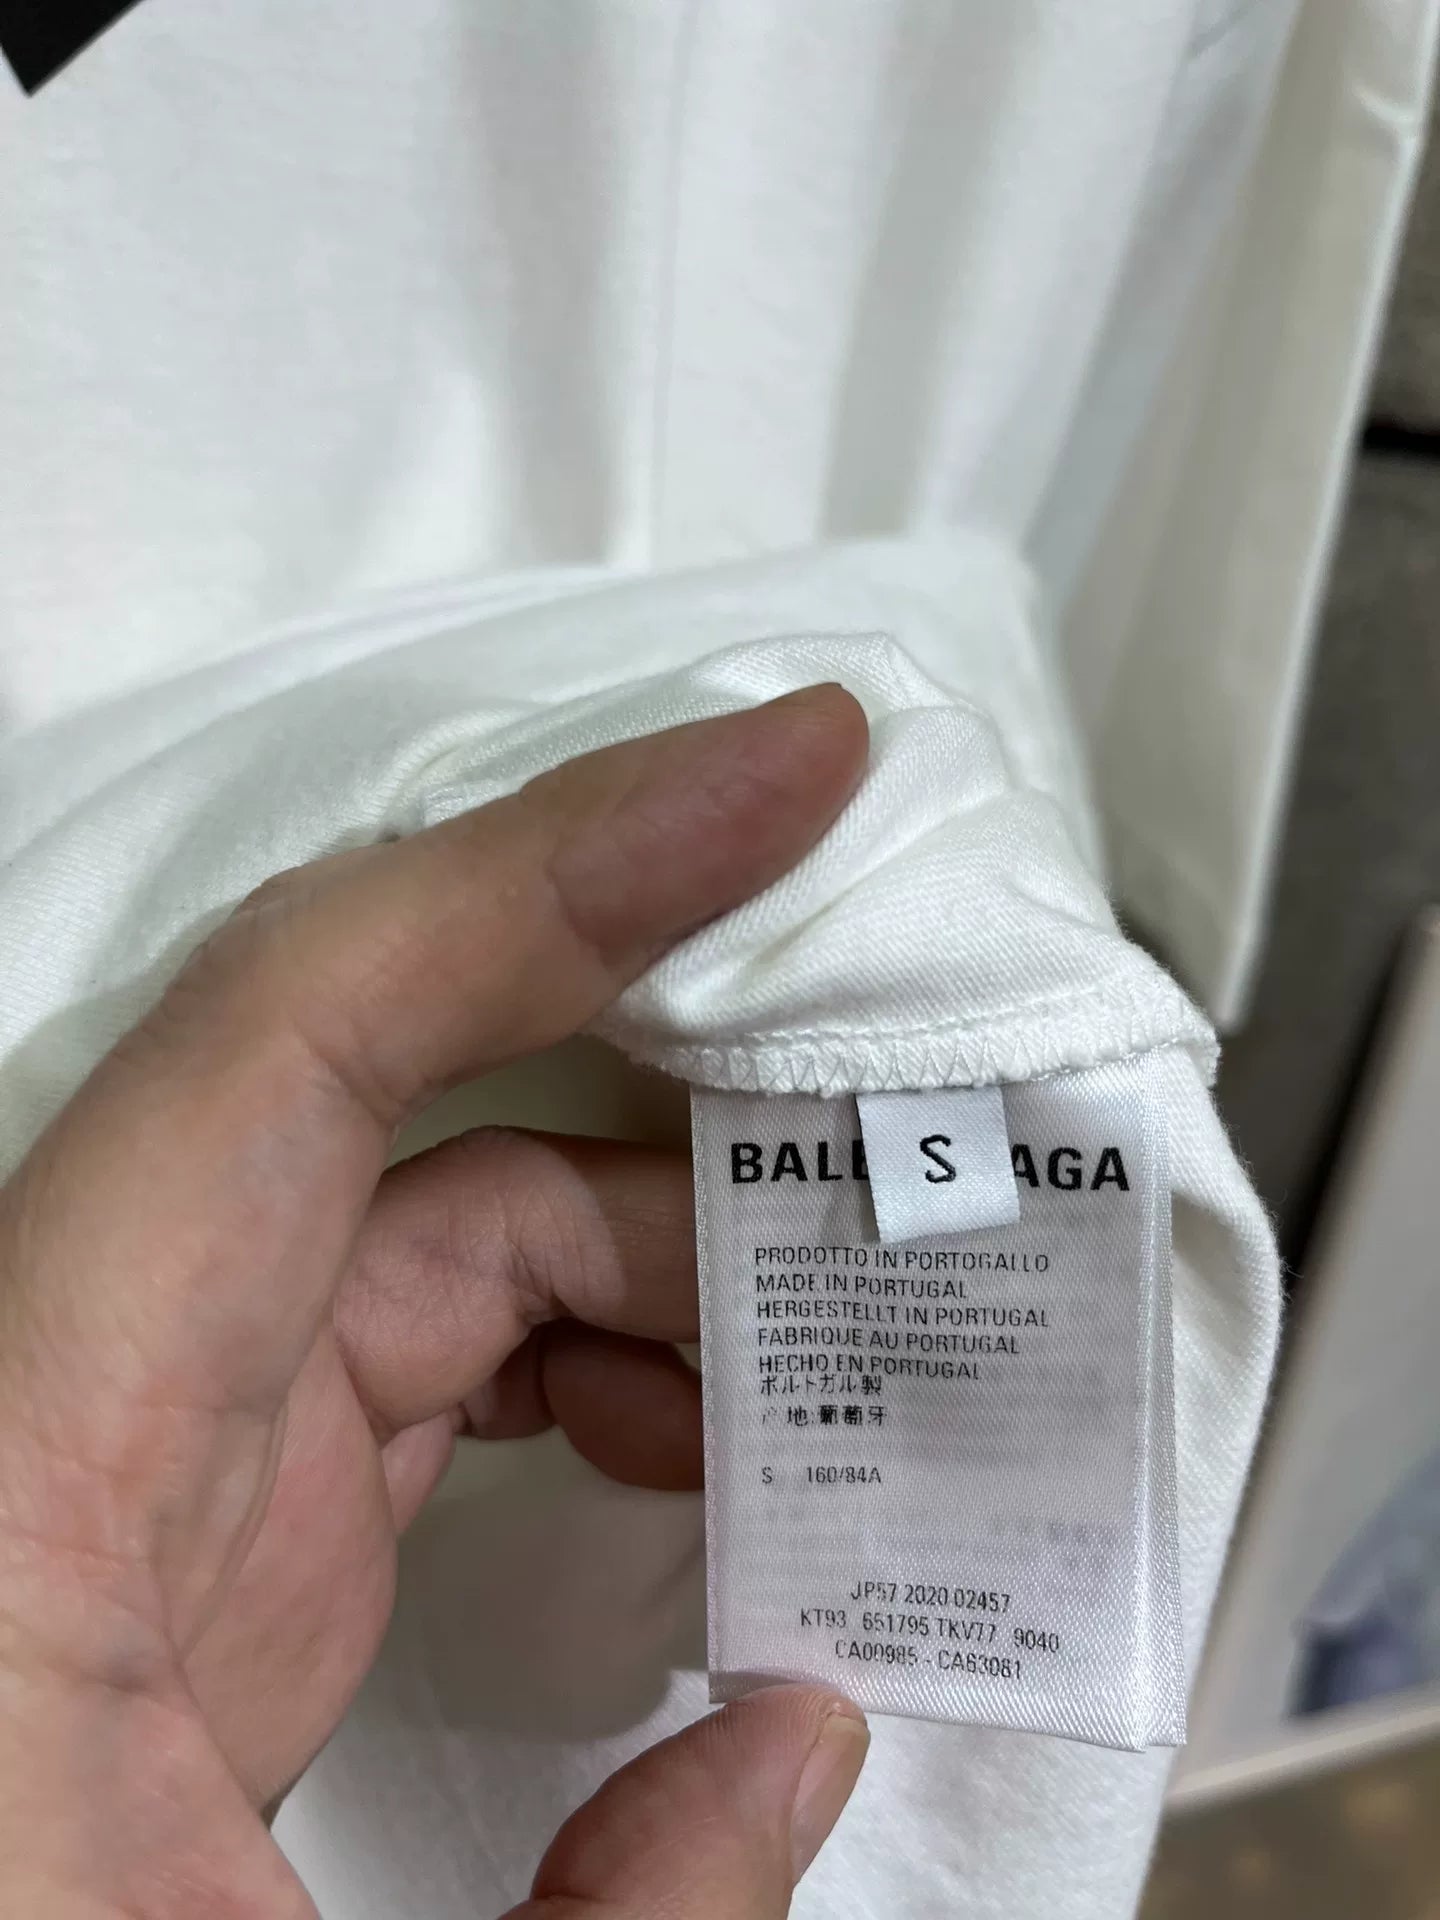 BALE S AGA
PRODOTTO IN PORTOGALLO
MADE IN PORTUGAL
HERGESTELLT IN PORTUGAL
FABRIQUE AU PORTUGAL
HECHO EN PORTUGAL
ポルトガル製
产地:葡萄牙
S 160/84A
JP57 2020 02457
KT93 651795 TKV77 9040
CA00985 - CA63081